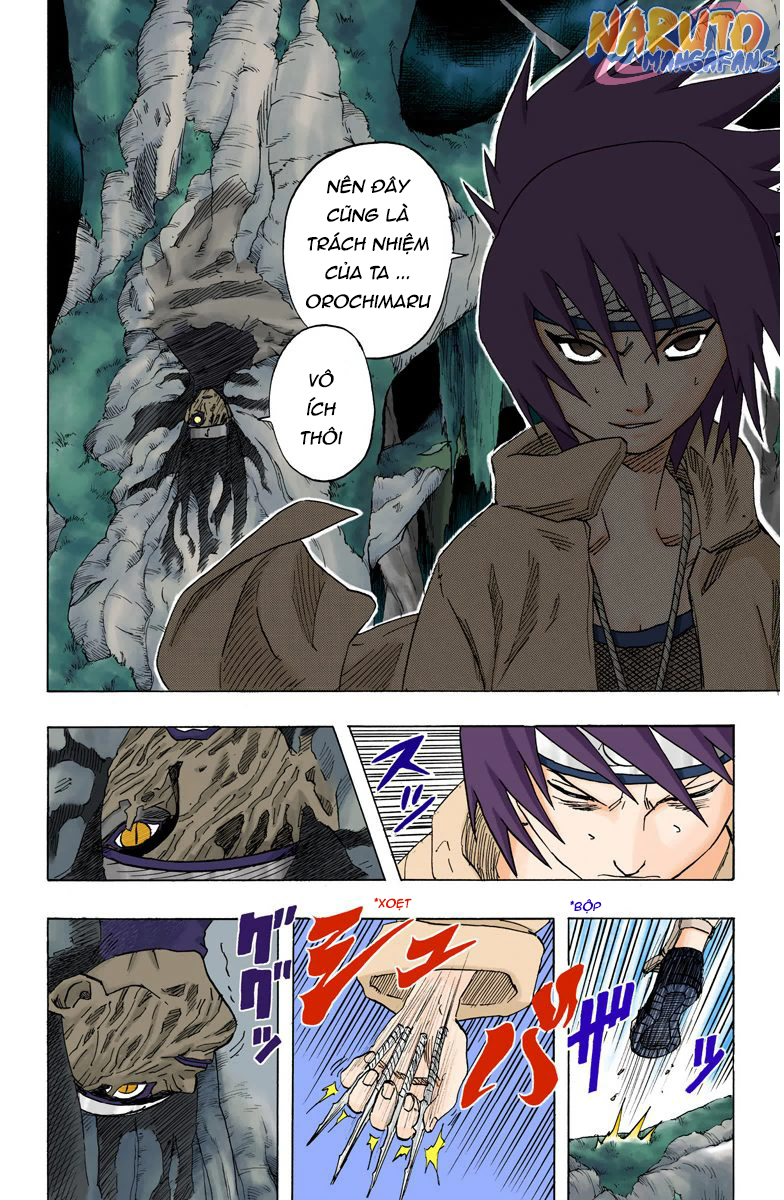 NARUTO
MANGAFANS
NÊN ĐÂY
CŨNG LÀ
TRÁCH NHIỆM
CỦA TA ...
OROCHIMARU
VÔ
ÍCH
THÔI
スッ
*XOẸT
*BỘP
ググッ
シュ
バ
ザザッ